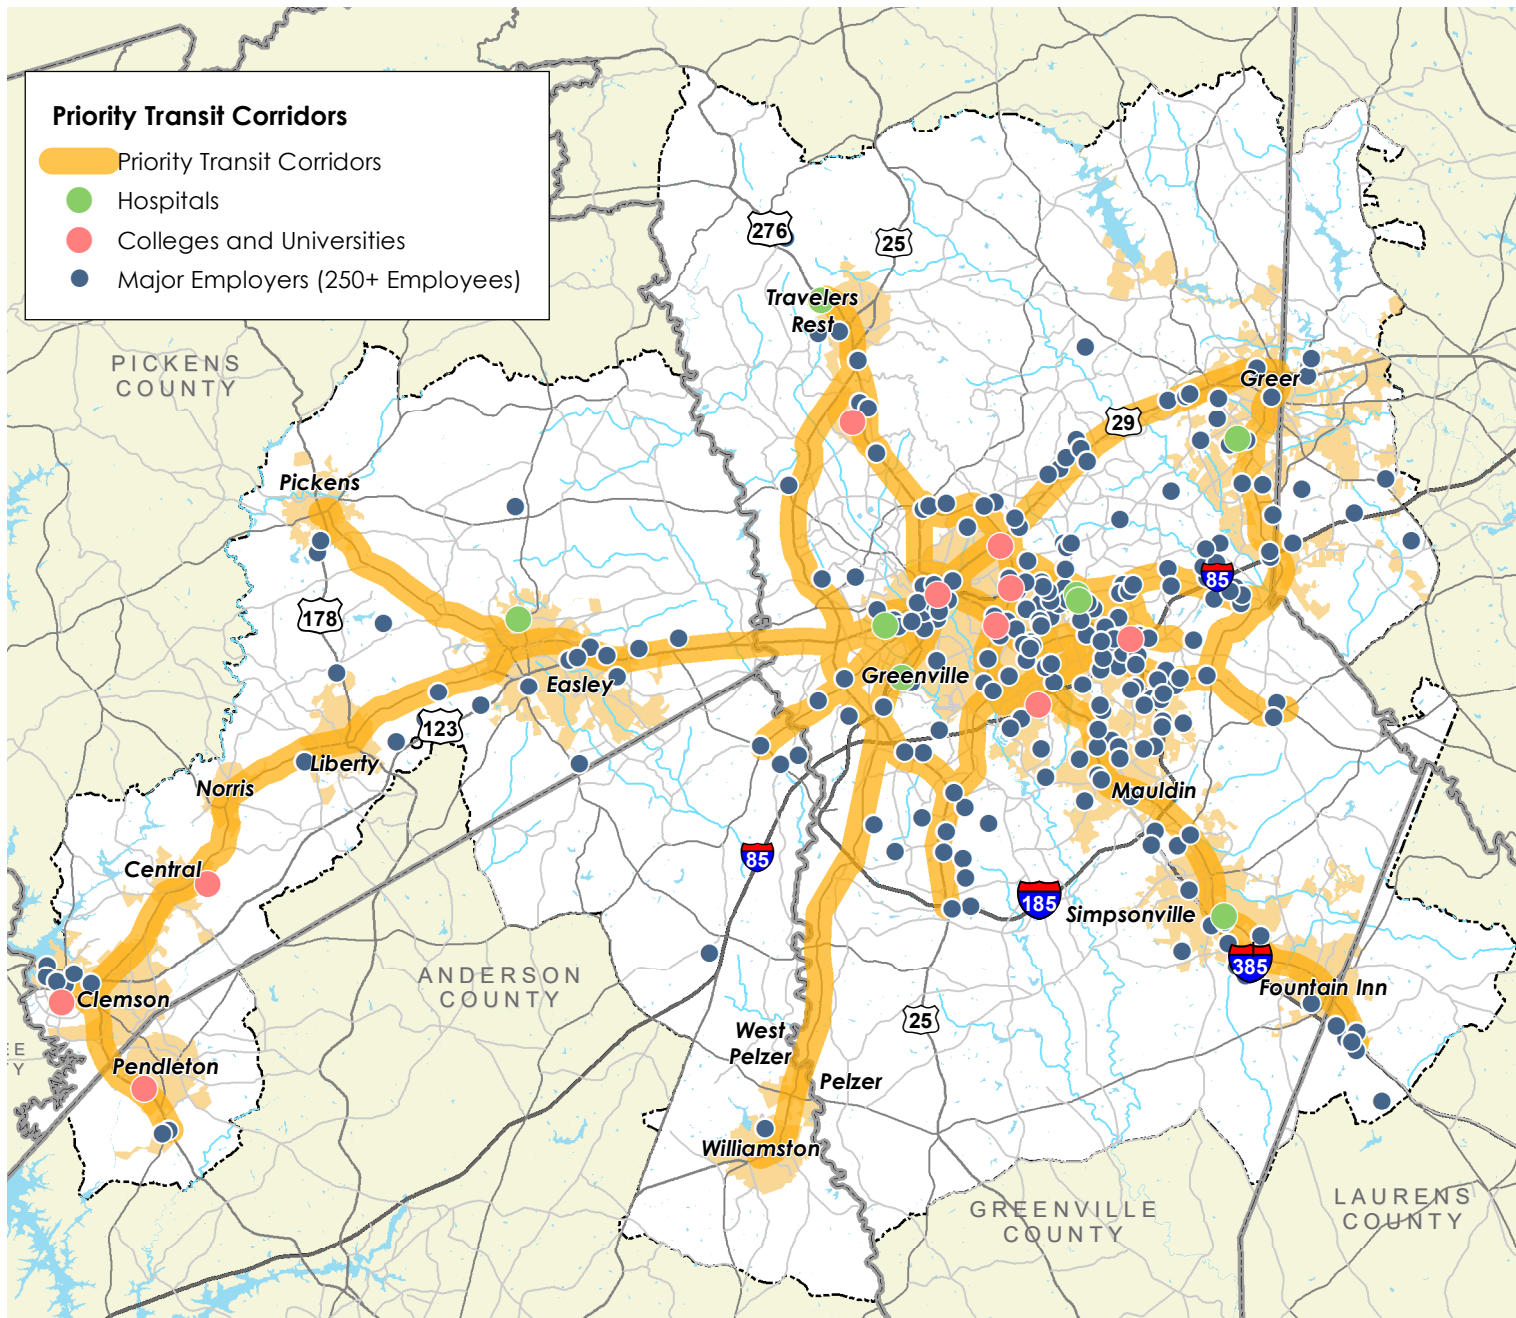 Priority Transit Corridors
Priority Transit Corridors
Hospitals
Colleges and Universities
Major Employers (250+ Employees)
276
25
Travelers
Rest
PICKENS
COUNTY
Greer
29
Pickens
85
178
Greenville
Easley
123
Liberty
Norris
Mauldin
85
Central
185
Simpsonville
385
ANDERSON
COUNTY
Fountain Inn
Clemson
25
West
Pelzer
EE
Y
Pendleton
Pelzer
Williamston
GREENVILLE
COUNTY
LAURENS
COUNTY